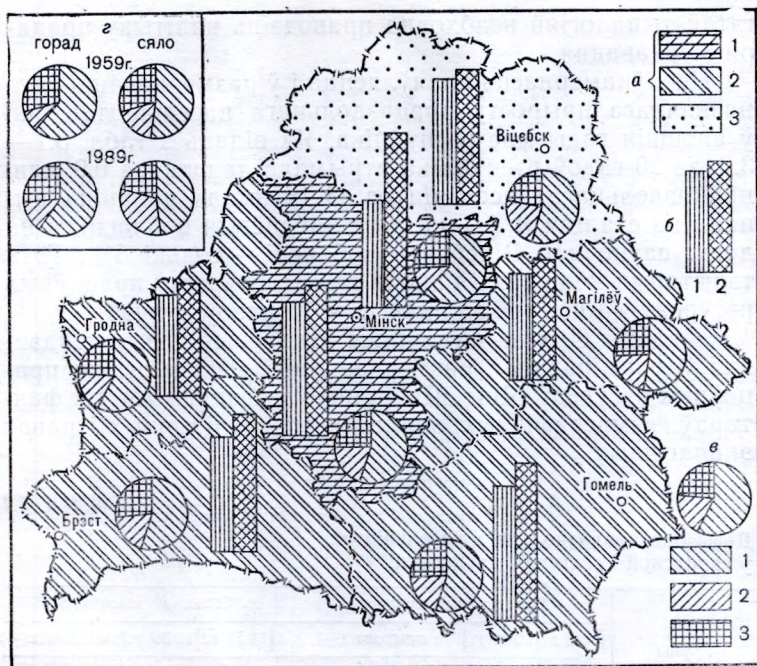 г
горад сяло
1959г.
1989г.
а
1
2
3
б
1 2
Віцебск
Мінск
Магілёў
Гродна
Гомель
Брэст
в
1
2
3